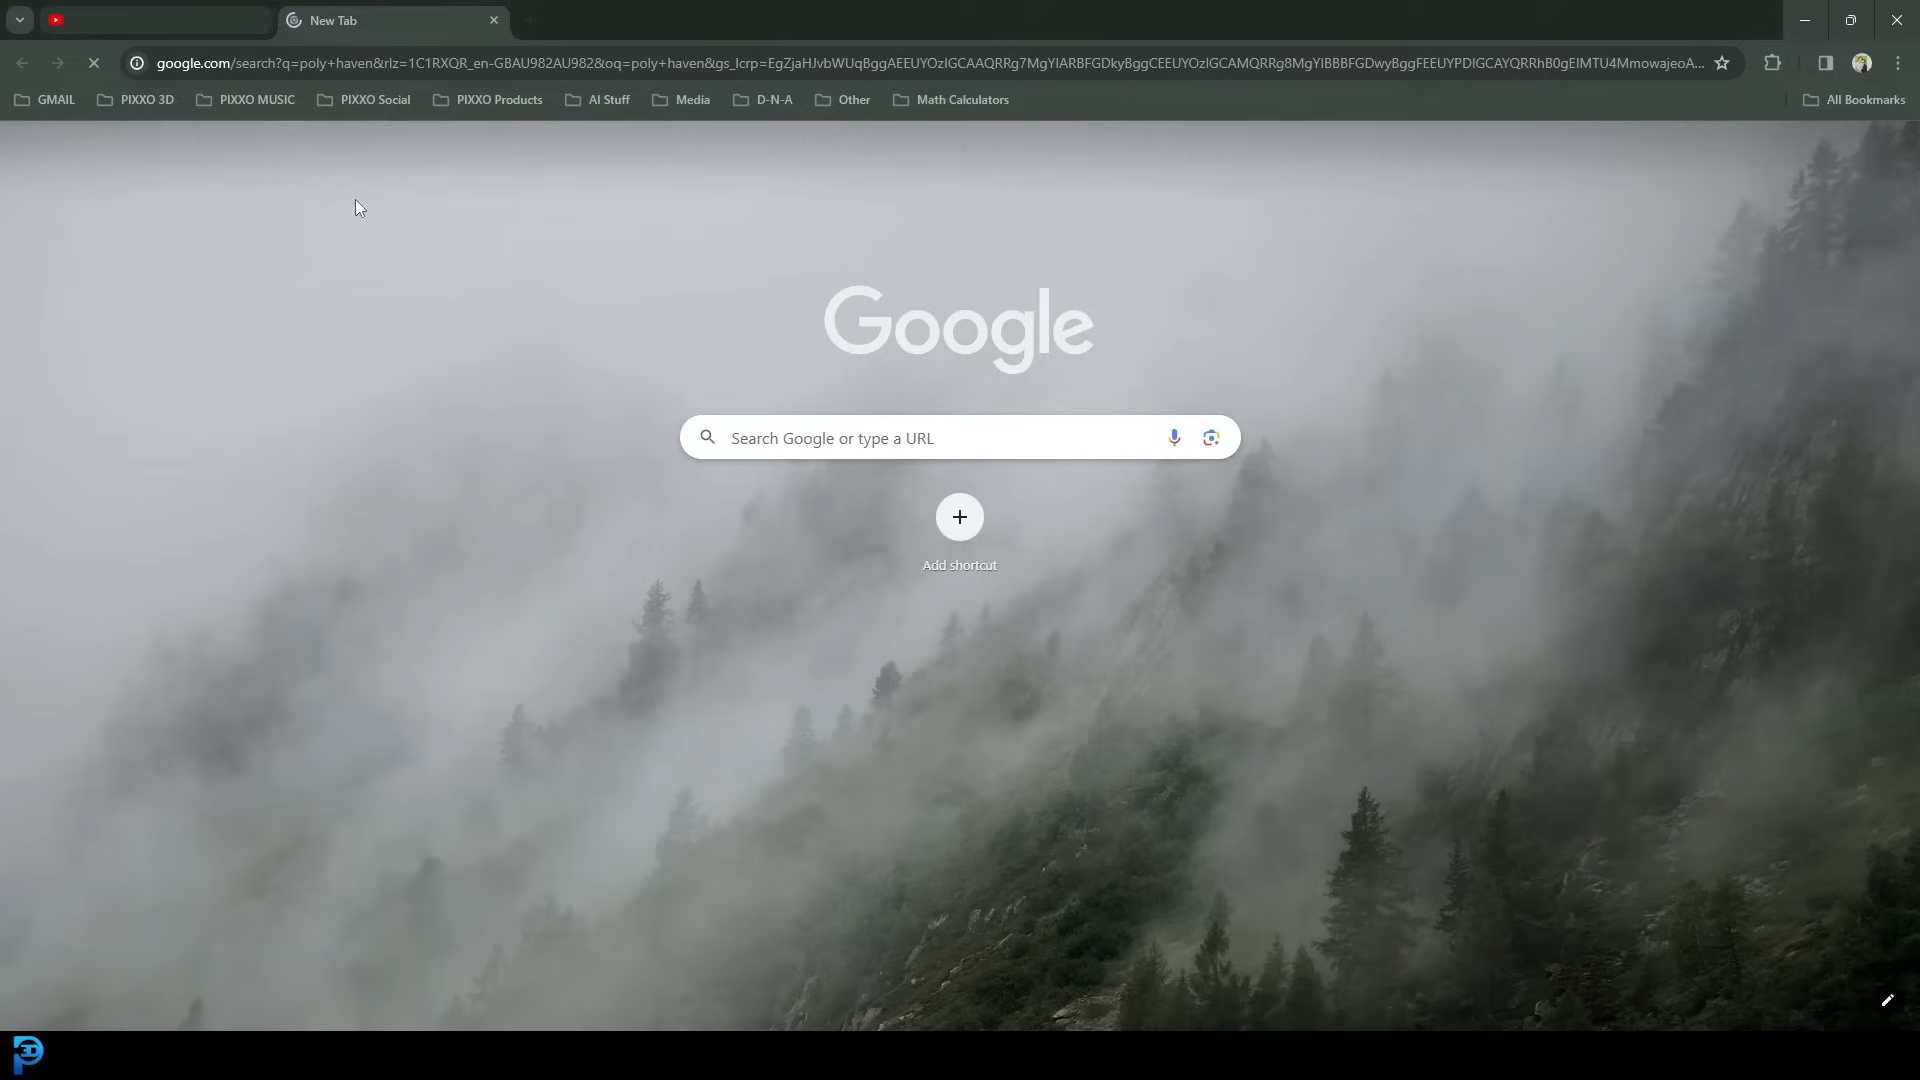 New Tab
google.com/search?q=poly+haven&rlz=1C1RXQR_en-GBAU982AU982&oq=poly+haven&gs_lcrp=EgZjaHJvbWUqBggAEEUYOzIGCAAQRRg7MgYIARBFGDkyBggCEEUYOzIGCAMQRRg8MgYIBBBFGDwyBggFEEUYPDIGCAYQRRhB0gEIMTU4MmowajeoA...
GMAIL
PIXXO 3D
PIXXO MUSIC
PIXXO Social
PIXXO Products
AI Stuff
Media
D-N-A
Other
Math Calculators
All Bookmarks
Google
Search Google or type a URL
Add shortcut
3D